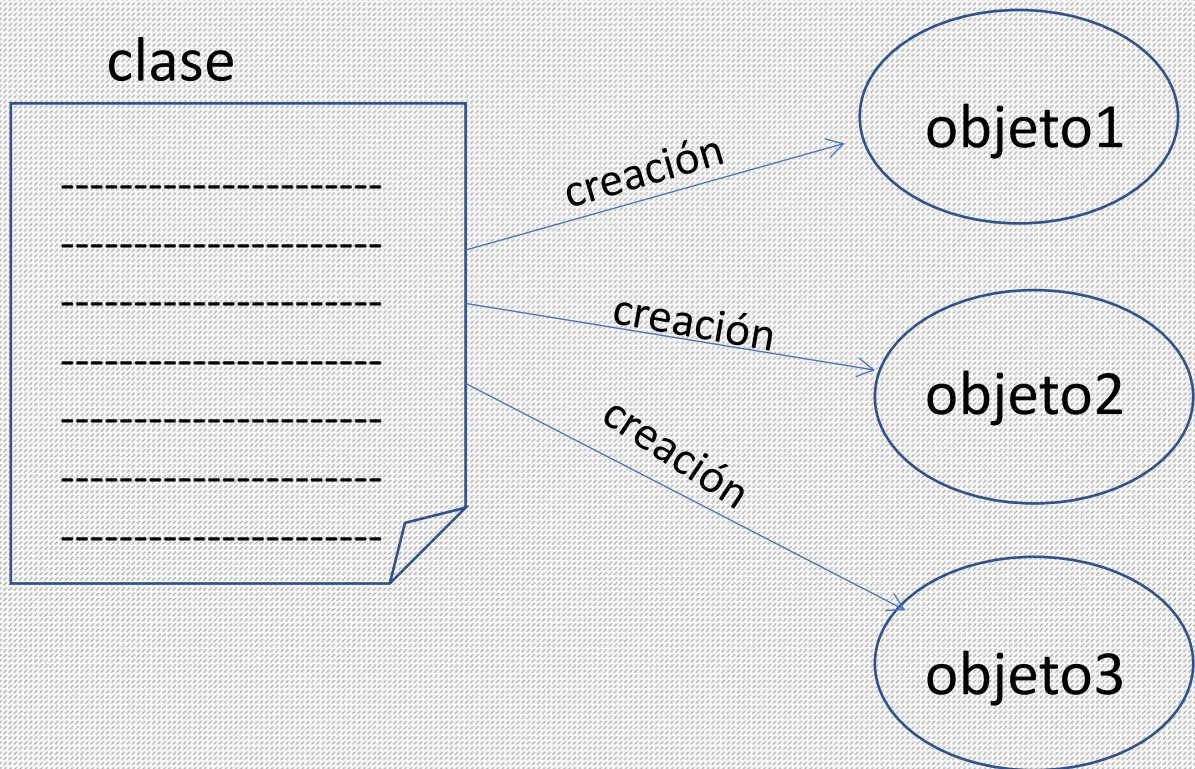 clase
creación
objeto1
creación
objeto2
creación
objeto3